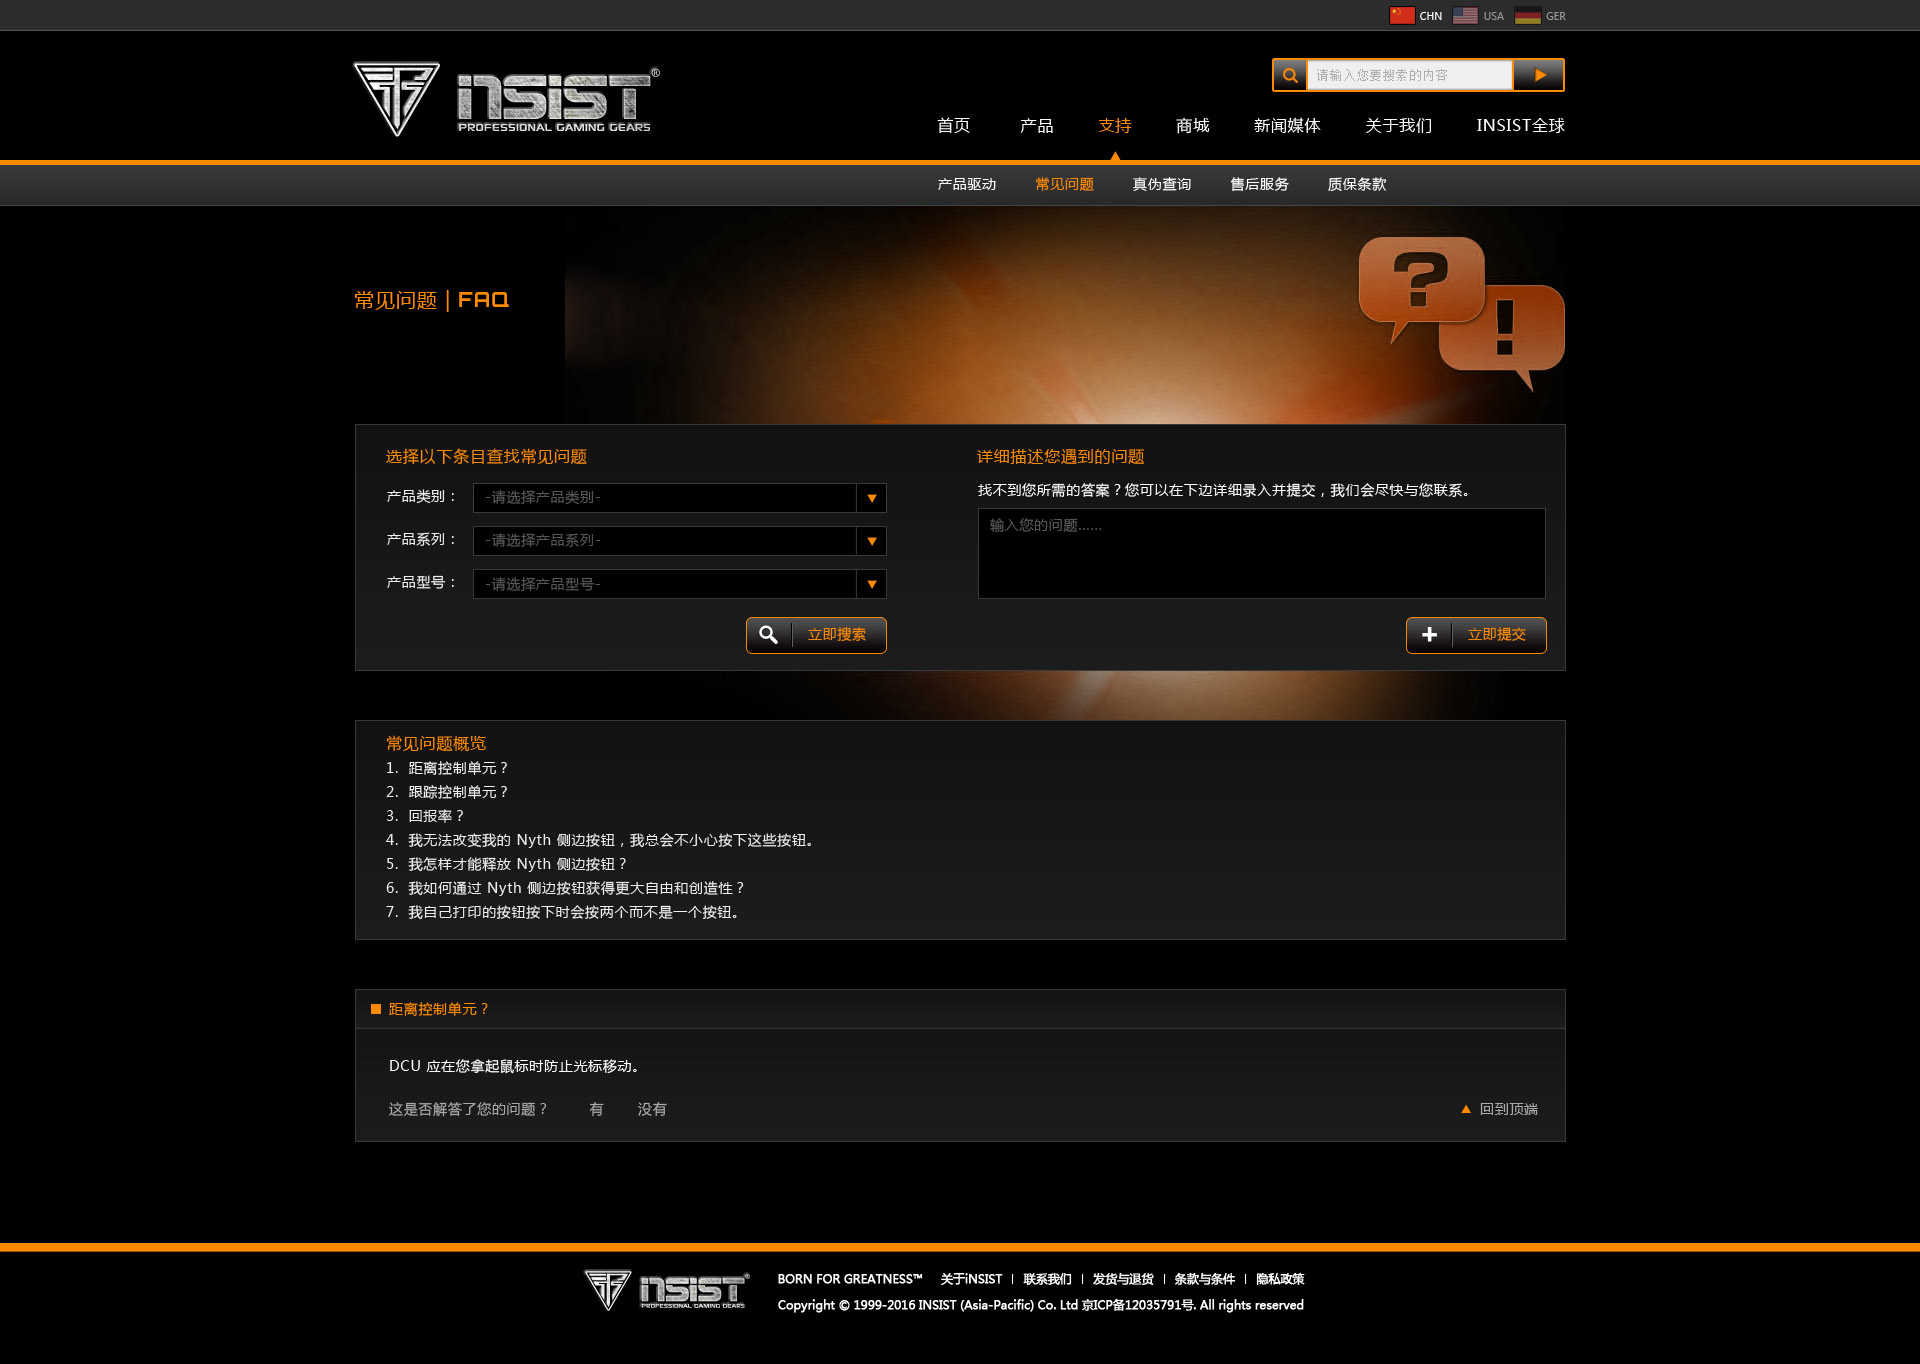 CHN USA GER
INSIST®
PROFESSIONAL GAMING GEARS
请输入您要搜索的内容
首页 产品 支持 商城 新闻媒体 关于我们 INSIST全球
产品驱动 常见问题 真伪查询 售后服务 质保条款
常见问题 | FAQ
? !
选择以下条目查找常见问题
产品类别： -请选择产品类别-
产品系列： -请选择产品系列-
产品型号： -请选择产品型号-
立即搜索
详细描述您遇到的问题
找不到您所需的答案？您可以在下边详细录入并提交，我们会尽快与您联系。
输入您的问题......
立即提交
常见问题概览
1. 距离控制单元？
2. 跟踪控制单元？
3. 回报率？
4. 我无法改变我的 Nyth 侧边按钮，我总会不小心按下这些按钮。
5. 我怎样才能释放 Nyth 侧边按钮？
6. 我如何通过 Nyth 侧边按钮获得更大自由和创造性？
7. 我自己打印的按钮按下时会按两个而不是一个按钮。
距离控制单元？
DCU 应在您拿起鼠标时防止光标移动。
这是否解答了您的问题？ 有 没有 回到顶端
INSIST®
PROFESSIONAL GAMING GEARS
BORN FOR GREATNESS™ 关于iNSIST | 联系我们 | 发货与退货 | 条款与条件 | 隐私政策
Copyright © 1999-2016 INSIST (Asia-Pacific) Co. Ltd 京ICP备12035791号. All rights reserved